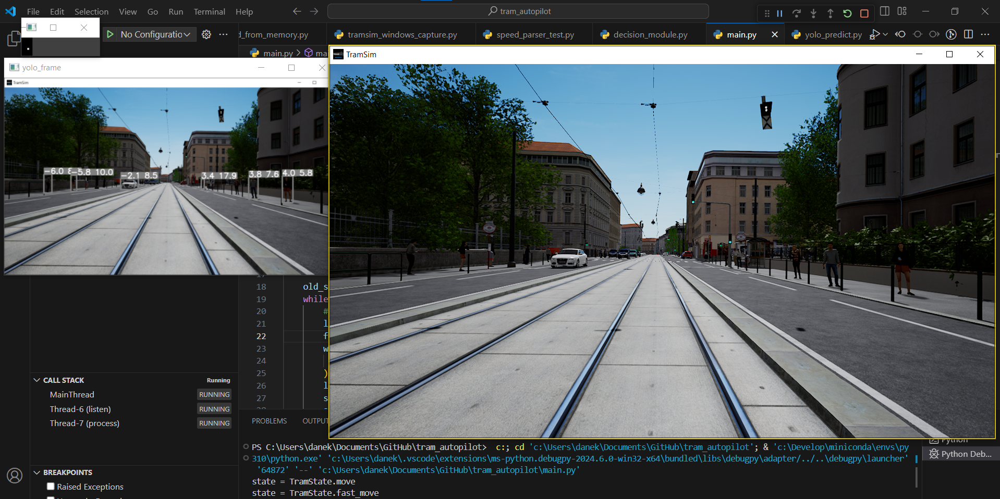 File Edit Selection View Go Run Terminal Help
tram_autopilot
No Configuratio
d_from_memory.py
tramsim_windows_capture.py
speed_parser_test.py
decision_module.py
main.py
yolo_predict.py
main.py
TramSim
yolo_frame
TramSim
-6.0
-5.8 10.0
-2.1 8.5
3.4 17.9
3.8 7.6
4.0 5.8
18 old_s
19 while
20 #
21 l
22 f
23 w
24
25 )
26 l
27 s
CALL STACK Running
MainThread RUNNING
Thread-6 (listen) RUNNING
Thread-7 (process) RUNNING
BREAKPOINTS
Raised Exceptions
PROBLEMS OUTPUT
PS C:\Users\danek\Documents\GitHub\tram_autopilot> c:; cd 'c:\Users\danek\Documents\GitHub\tram_autopilot'; & 'c:\Develop\miniconda\envs\py
310\python.exe' 'c:\Users\danek\.vscode\extensions\ms-python.debugpy-2024.6.0-win32-x64\bundled\libs\debugpy\adapter/../..\debugpy\launcher'
'64872' '--' 'c:\Users\danek\Documents\GitHub\tram_autopilot\main.py'
state = TramState.move
state = TramState.fast_move
Python
Python Deb...